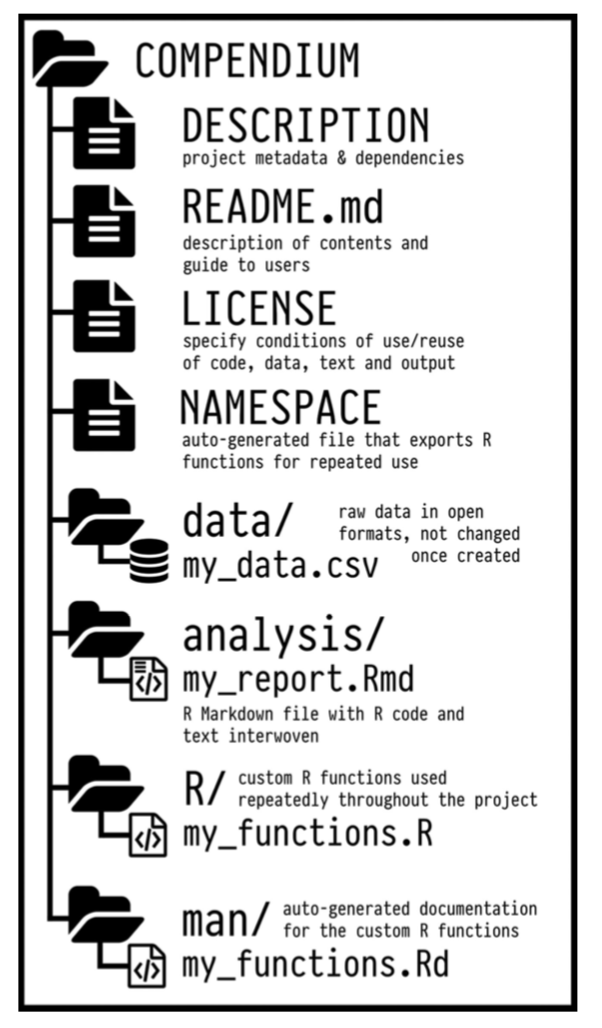 COMPENDIUM
DESCRIPTION
project metadata & dependencies
README.md
description of contents and
guide to users
LICENSE
specify conditions of use/reuse
of code, data, text and output
NAMESPACE
auto-generated file that exports R
functions for repeated use
data/
raw data in open
formats, not changed
once created
my_data.csv
analysis/
my_report.Rmd
R Markdown file with R code and
text interwoven
R/
custom R functions used
repeatedly throughout the project
my_functions.R
man/
auto-generated documentation
for the custom R functions
my_functions.Rd